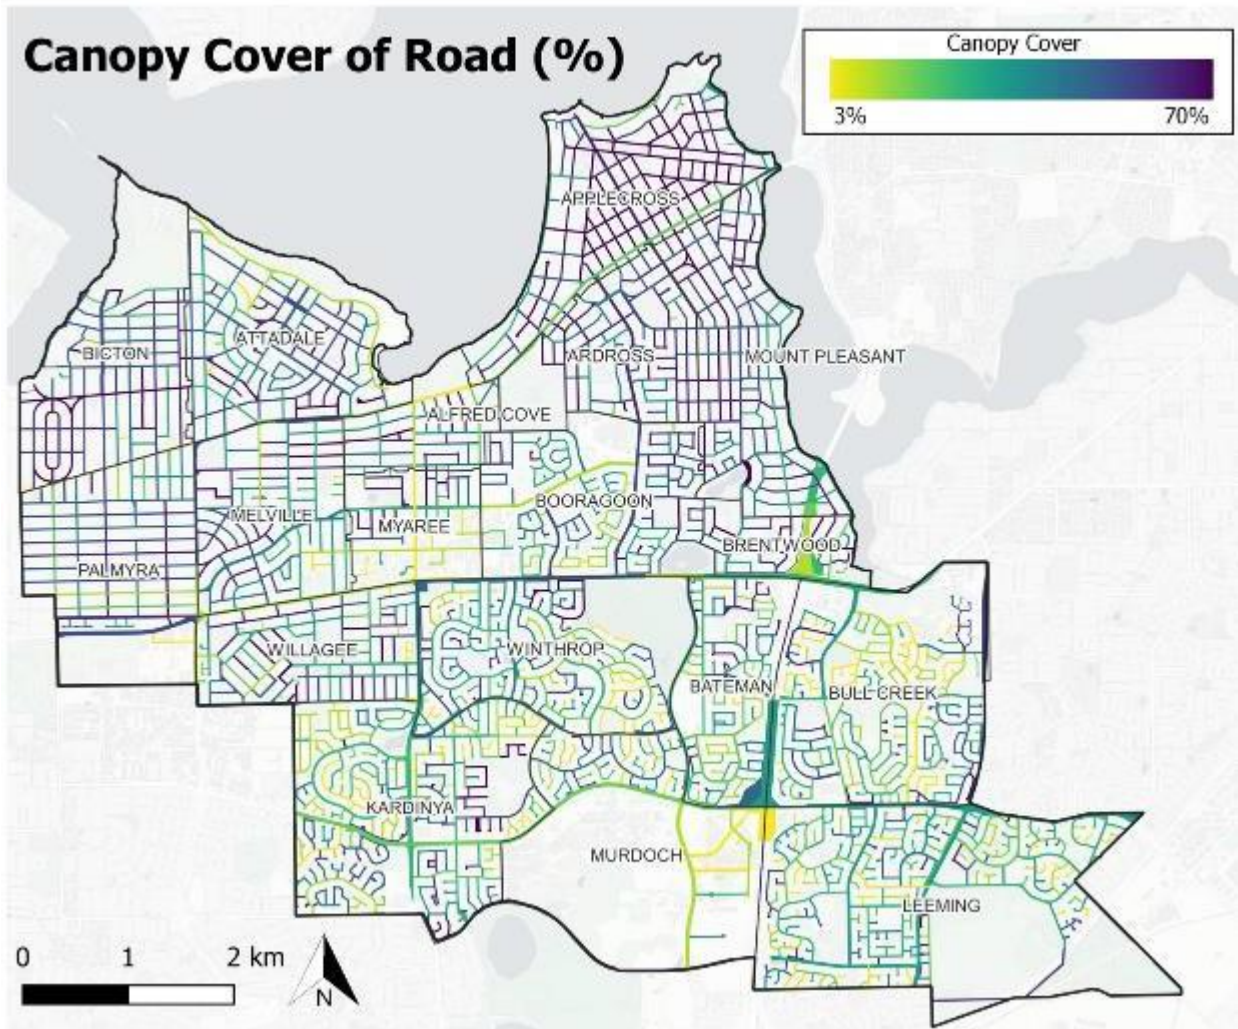 Canopy Cover of Road (%)
Canopy Cover
3% 70%
APPLECROSS
BICTON
ATTADALE
ARDROSS
MOUNT PLEASANT
ALFRED COVE
BOORAGOON
MELVILLE
MYAREE
BRENTWOOD
PALMYRA
WILLAGEE
WINTHROP
BATEMAN
BULL CREEK
KARDINYA
MURDOCH
LEEMING
0 1 2 km
N